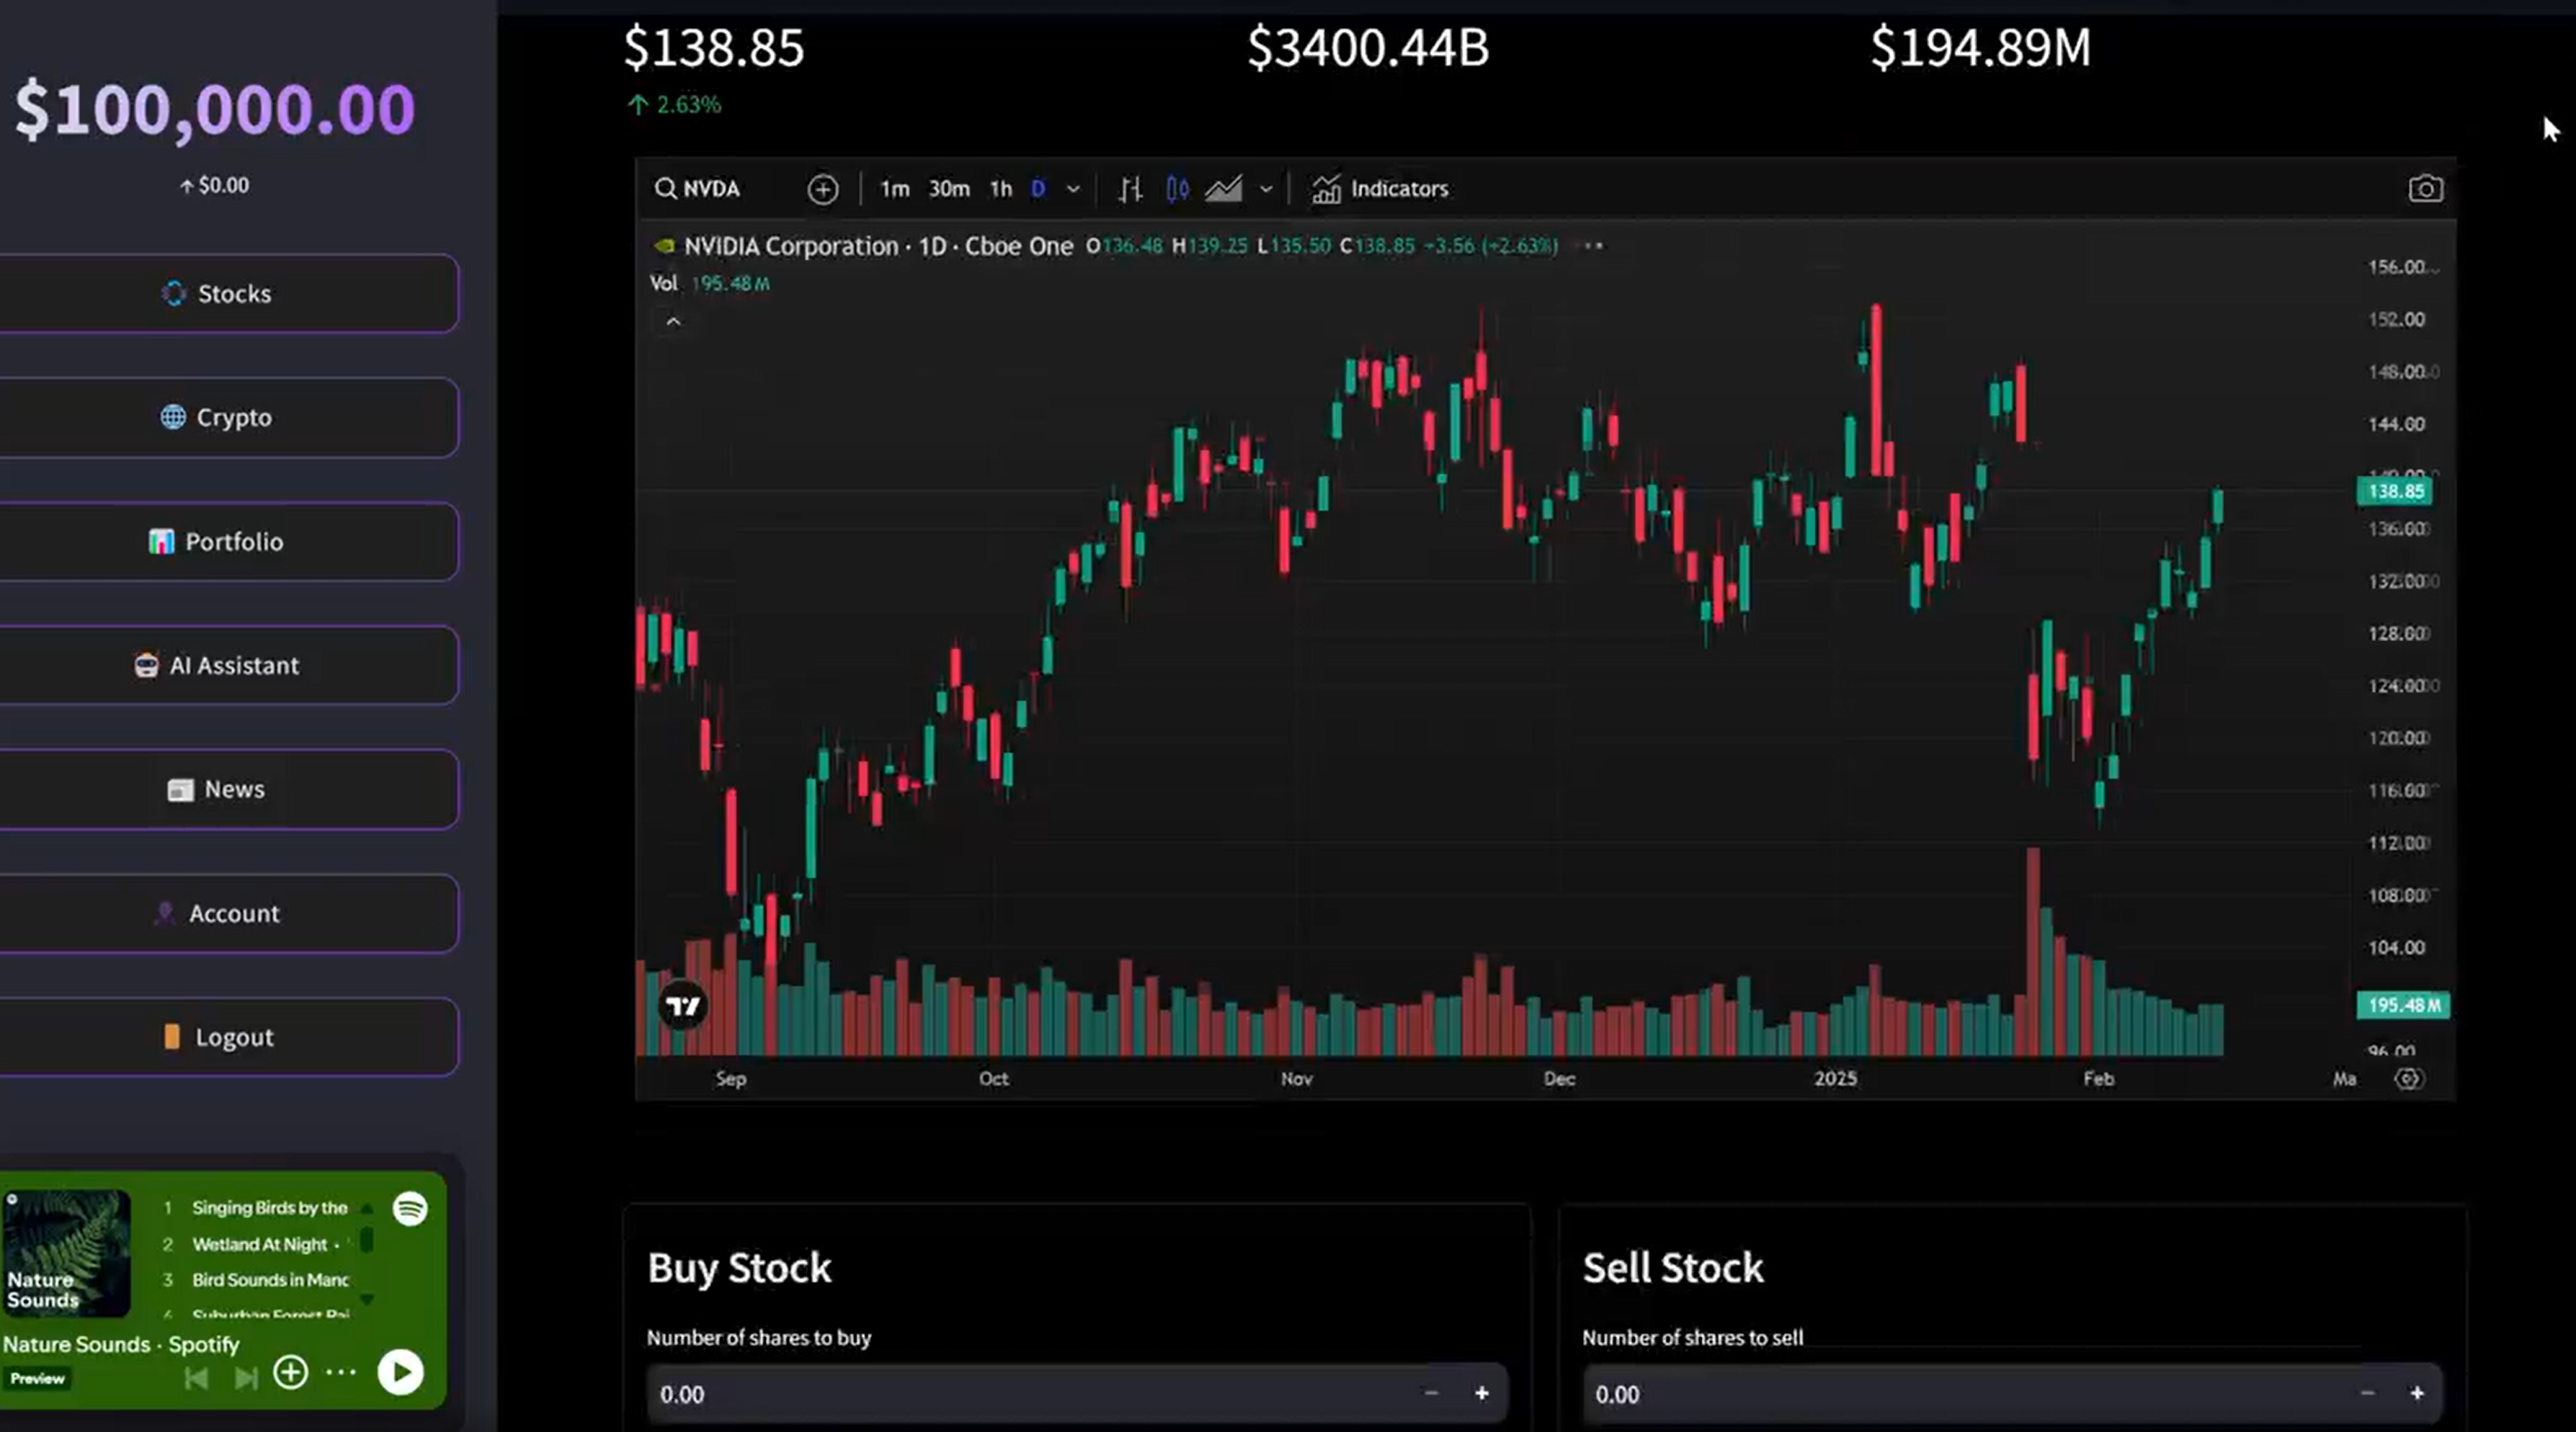 $138.85
$3400.44B
$194.89M
↑ 2.63%
$100,000.00
↑ $0.00
Stocks
Crypto
Portfolio
AI Assistant
News
Account
Logout
NVDA
1m 30m 1h D
Indicators
NVIDIA Corporation · 1D · Cboe One O136.48 H139.25 L135.50 C138.85 +3.56 (+2.63%) ···
Vol 195.48M
156.00
152.00
148.00
144.00
138.85
136.00
132.00
128.00
124.00
120.00
116.00
112.00
108.00
104.00
195.48M
96.00
Sep Oct Nov Dec 2025 Feb Ma
1 Singing Birds by the
2 Wetland At Night ·
3 Bird Sounds in Manc
Nature
Sounds
Nature Sounds · Spotify
Preview
Buy Stock
Number of shares to buy
0.00 − +
Sell Stock
Number of shares to sell
0.00 − +